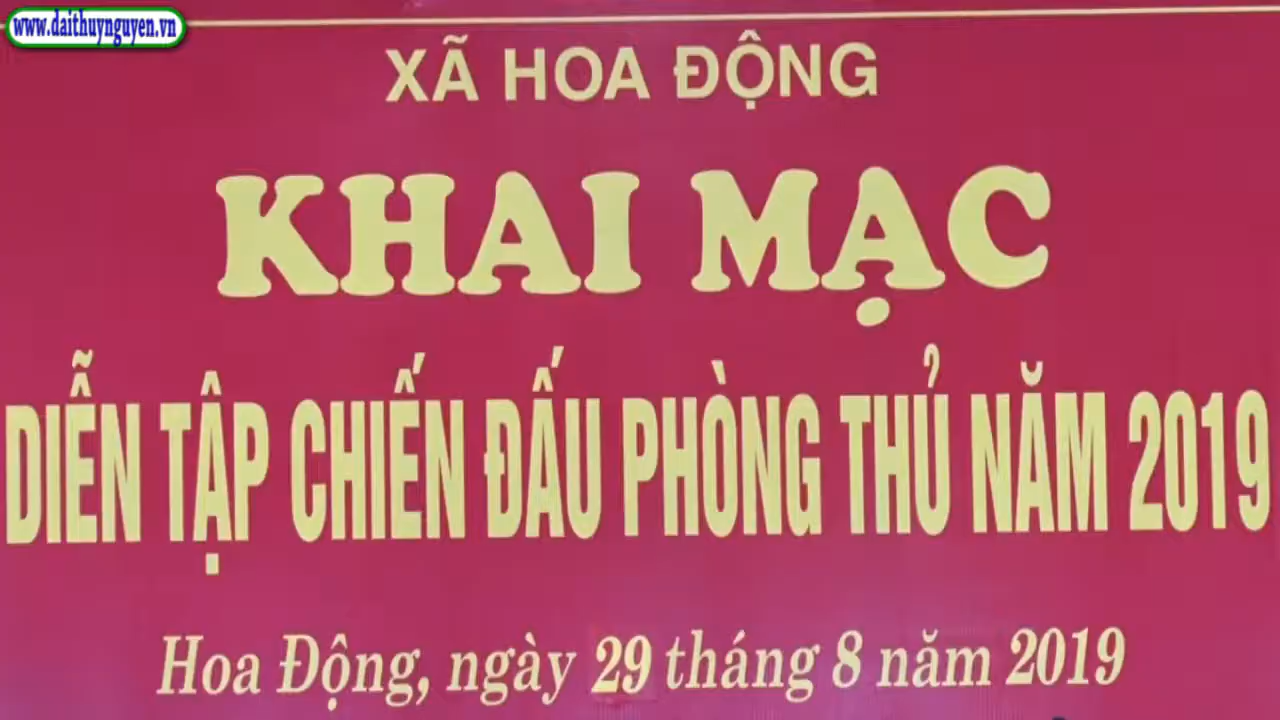 www.daithuynguyen.vn
XÃ HOA ĐỘNG
KHAI MẠC
DIỄN TẬP CHIẾN ĐẤU PHÒNG THỦ NĂM 2019
Hoa Động, ngày 29 tháng 8 năm 2019